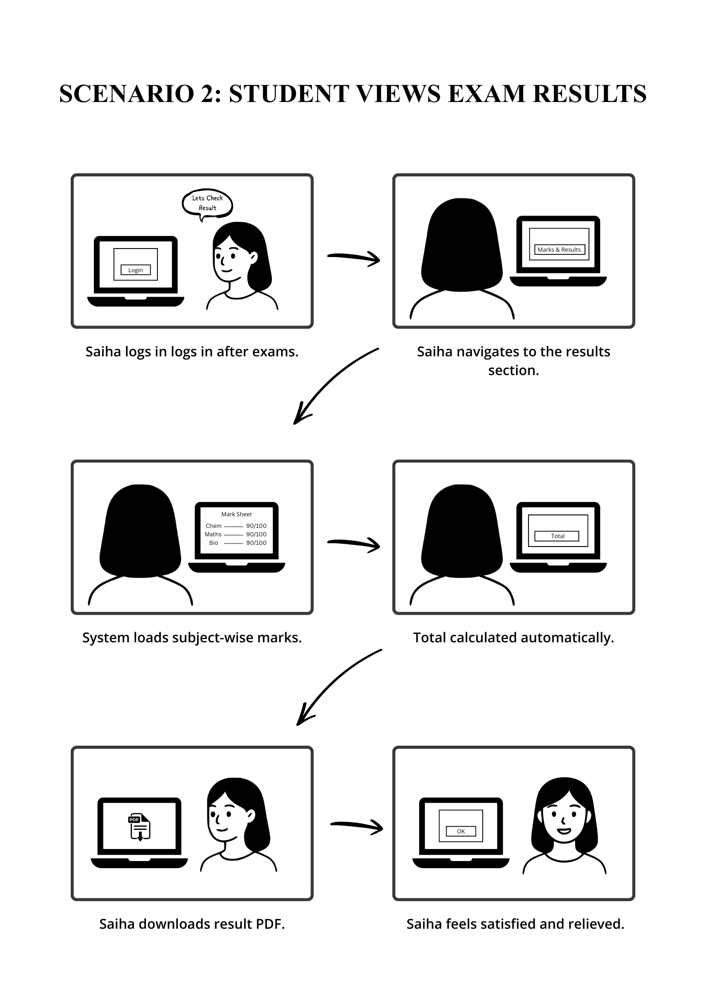 SCENARIO 2: STUDENT VIEWS EXAM RESULTS
Lets Check
Result
Login
Saiha logs in logs in after exams.
Marks & Results.
Saiha navigates to the results
section.
Mark Sheet
Chem 90/100
Maths 90/100
Bio 90/100
System loads subject-wise marks.
Total
Total calculated automatically.
PDF
Saiha downloads result PDF.
OK
Saiha feels satisfied and relieved.